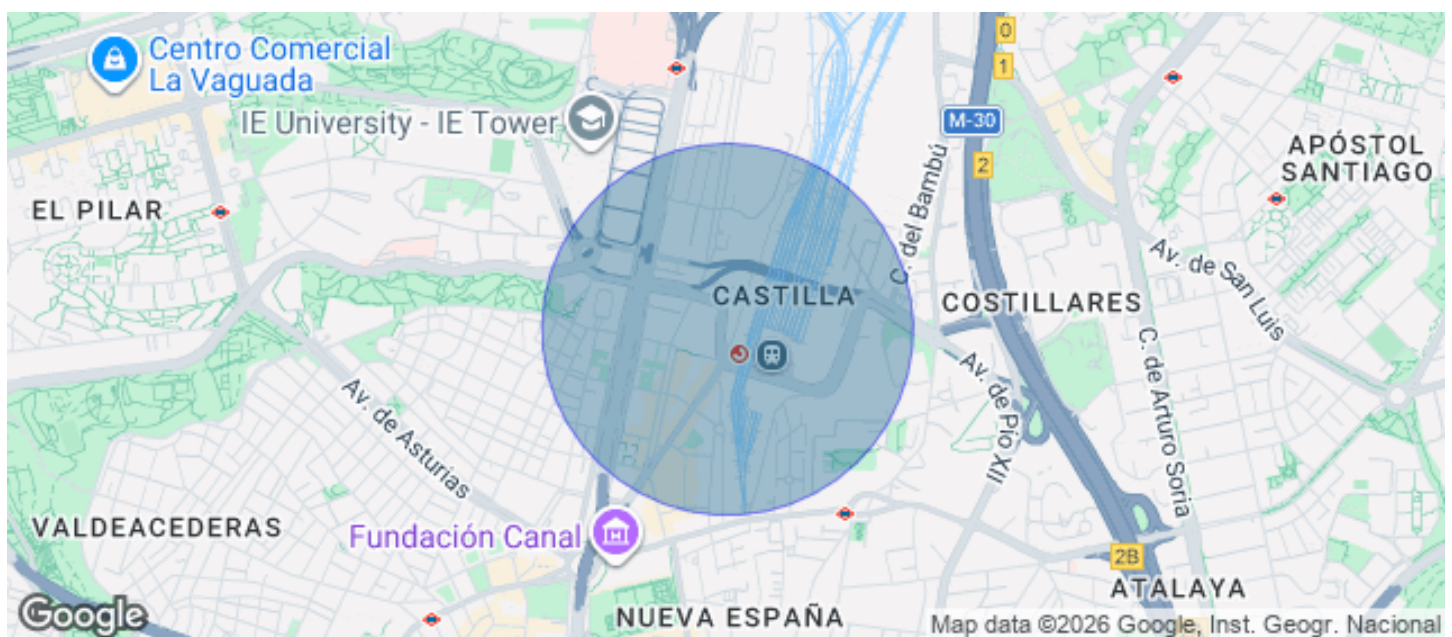 Centro Comercial
La Vaguada
IE University - IE Tower
0
1
M-30
2
APÓSTOL
SANTIAGO
EL PILAR
C. del Bambú
Av. de San Luis
CASTILLA
COSTILLARES
C. de Arturo Soria
Av. de Asturias
Av. de Pío XII
VALDEACEDERAS
Fundación Canal
2B
ATALAYA
NUEVA ESPAÑA
Google
Map data ©2026 Google, Inst. Geogr. Nacional